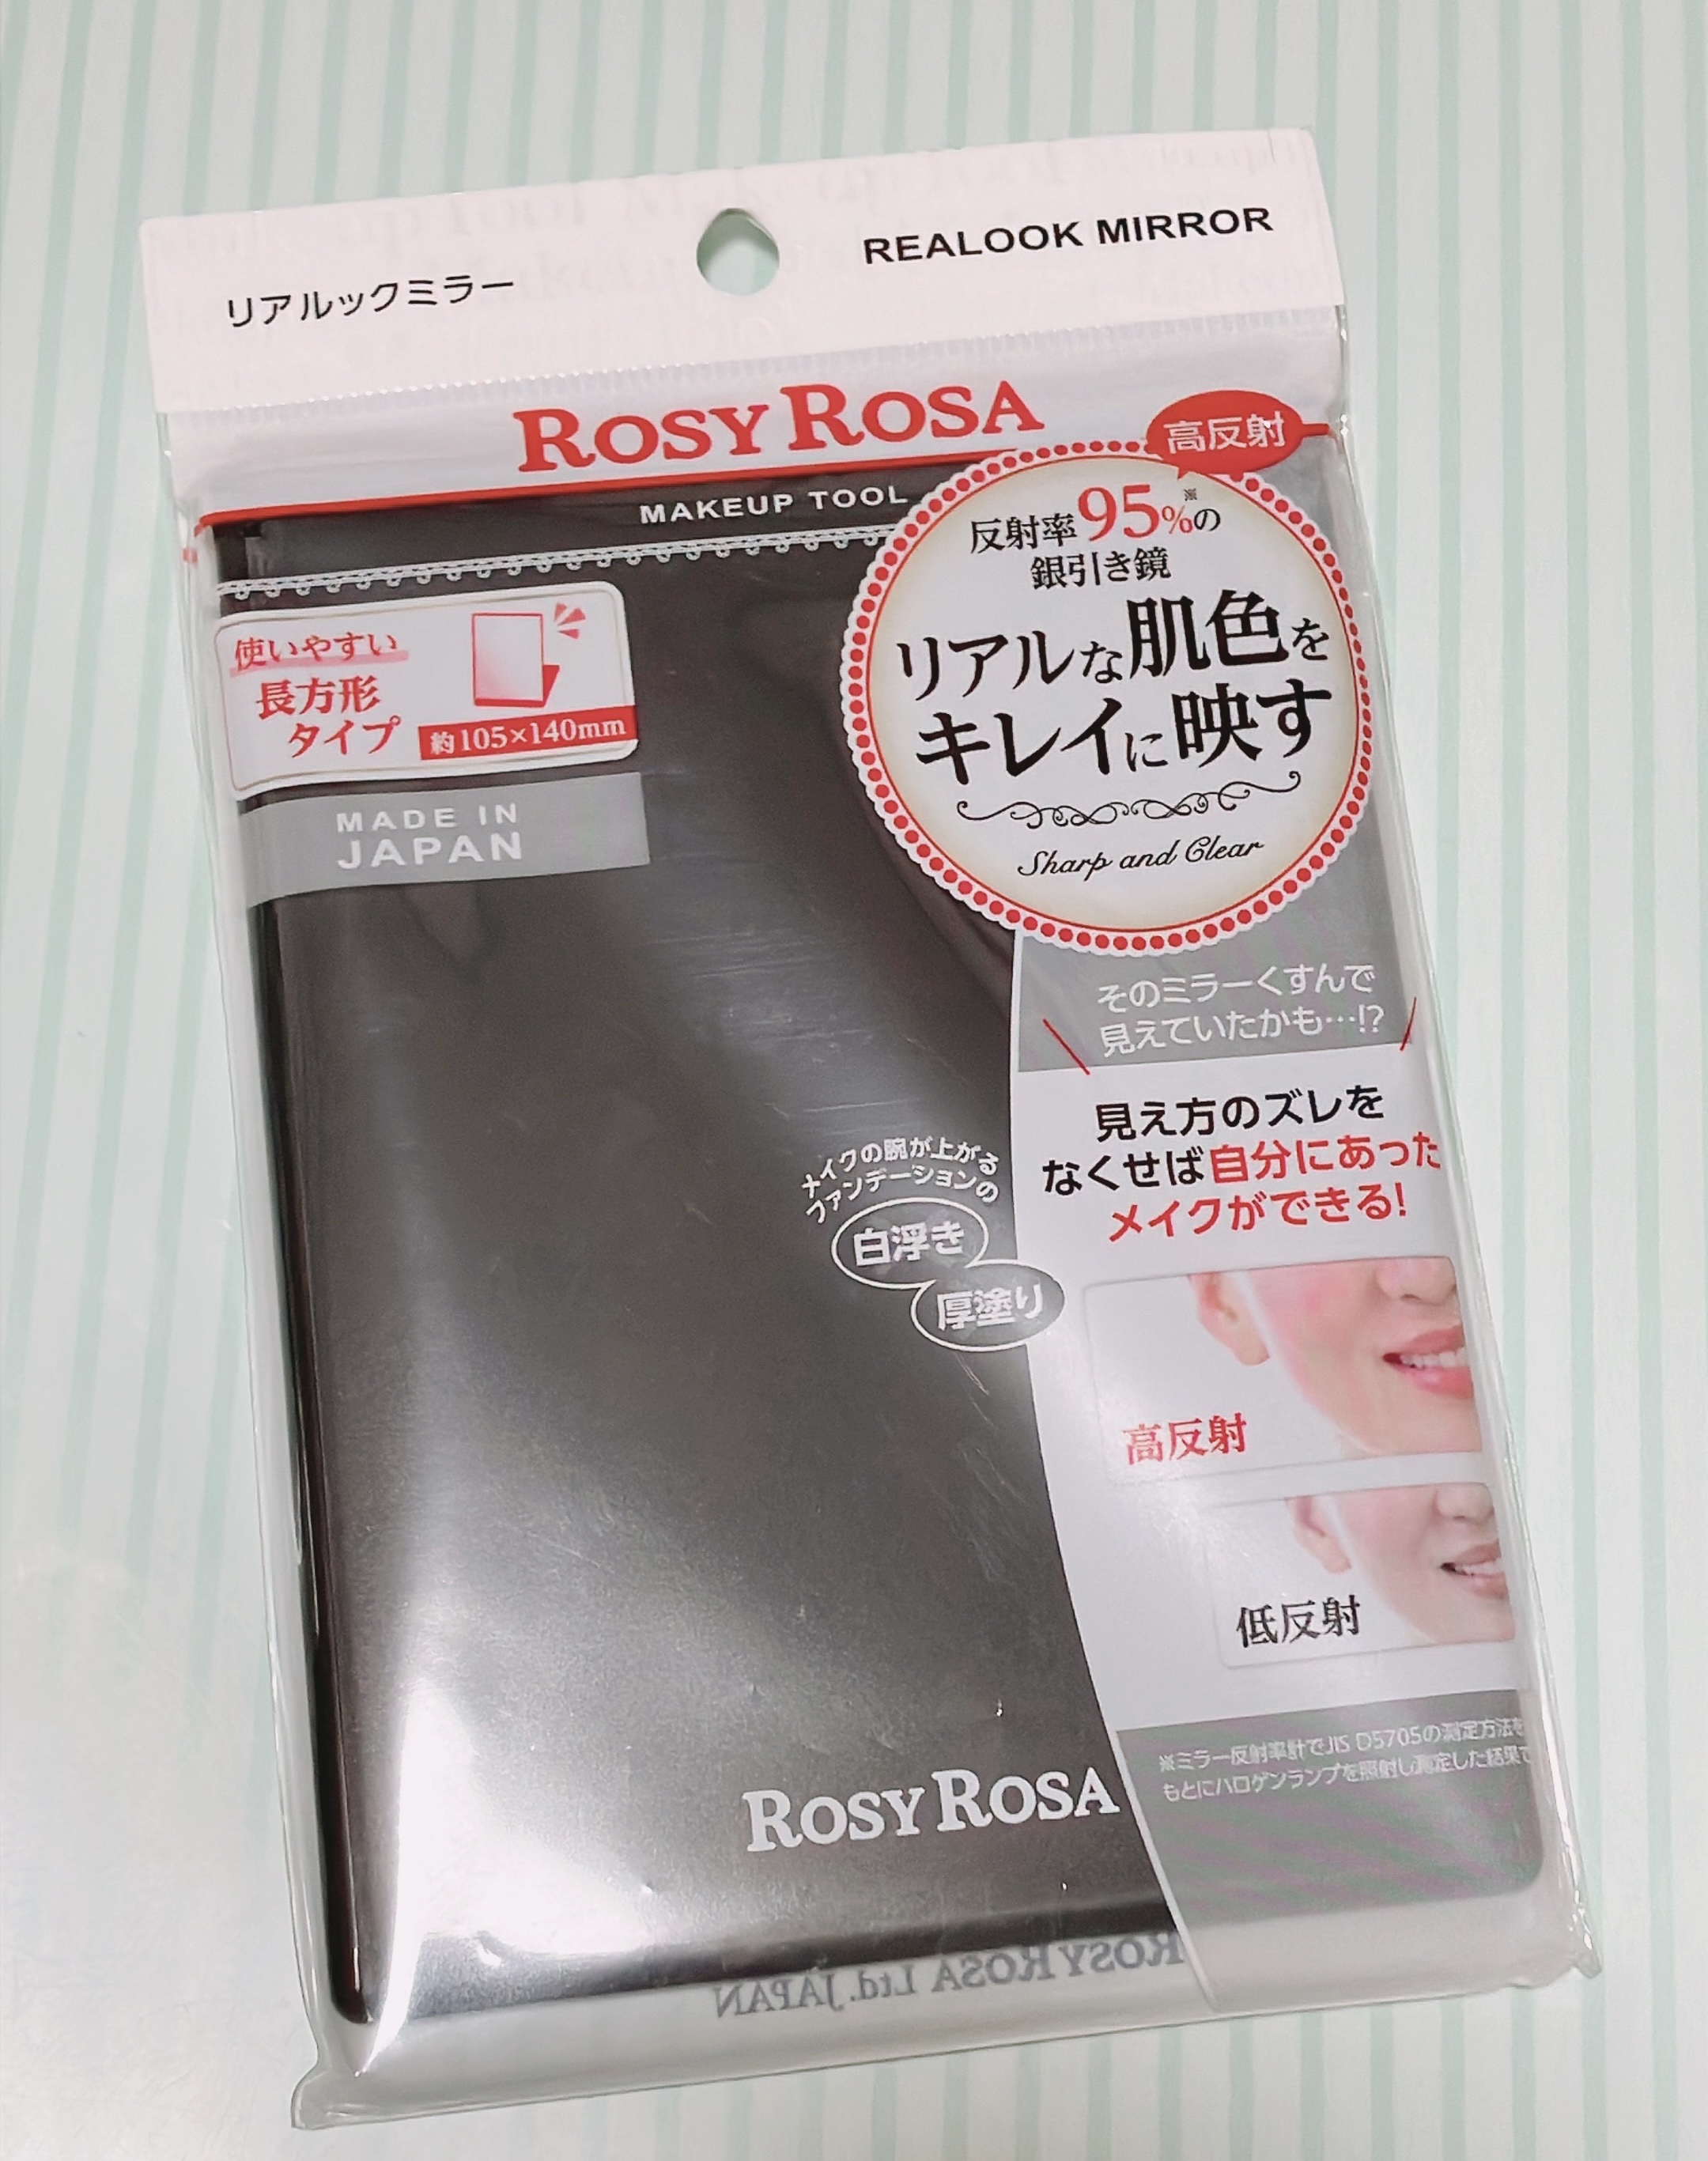 リアルックミラー
REALOOK MIRROR
ROSY ROSA
MAKEUP TOOL
高反射
反射率95%※の
銀引き鏡
リアルな肌色を
キレイに映す
Sharp and Clear
使いやすい
長方形
タイプ
約105×140mm
MADE IN
JAPAN
そのミラーくすんで
見えていたかも…!?
見え方のズレを
なくせば自分にあった
メイクができる!
メイクの腕が上がる
ファンデーションの
白浮き
厚塗り
高反射
低反射
※ミラー反射率計でJIS D5705の測定方法を
もとにハロゲンランプを照射し測定した結果で
ROSY ROSA
ROSY ROSA Ltd. JAPAN